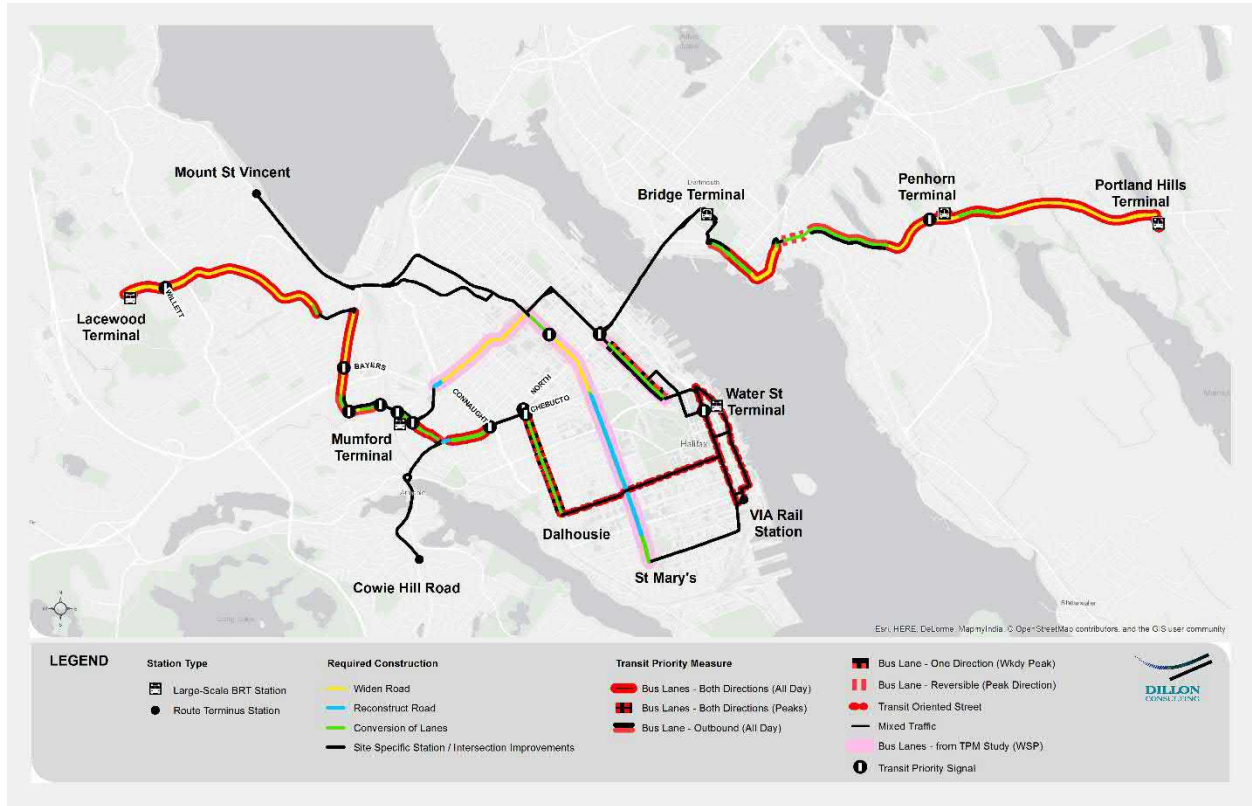 Mount St Vincent
Dartmouth
Bridge Terminal
Penhorn
Terminal
Portland Hills
Terminal
WILLETT
Lacewood
Terminal
BAYERS
CONNAUGHT
NORTH
CHEBUCTO
Water St
Terminal
Mumford
Terminal
Halifax
VIA Rail
Station
Dalhousie
St Mary's
Cowie Hill Road
Esri, HERE, DeLorme, MapmyIndia, © OpenStreetMap contributors, and the GIS user community
LEGEND
Station Type
Large-Scale BRT Station
Route Terminus Station
Required Construction
Widen Road
Reconstruct Road
Conversion of Lanes
Site Specific Station / Intersection Improvements
Transit Priority Measure
Bus Lanes - Both Directions (All Day)
Bus Lanes - Both Directions (Peaks)
Bus Lane - Outbound (All Day)
Bus Lane - One Direction (Wkdy Peak)
Bus Lane - Reversible (Peak Direction)
Transit Oriented Street
Mixed Traffic
Bus Lanes - from TPM Study (WSP)
Transit Priority Signal
DILLON
CONSULTING